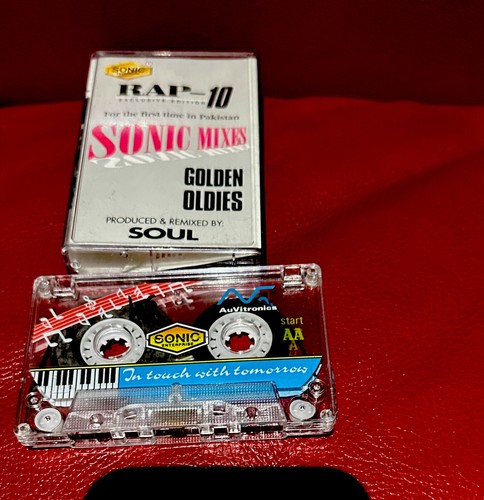 SONIC
RAP-10
EXCLUSIVE EDITION
For the first time in Pakistan
SONIC MIXES
GOLDEN
OLDIES
PRODUCED & REMIXED BY:
SOUL
AuVitronics
start
AA
A
SONIC
ENTERPRISE
In touch with tomorrow